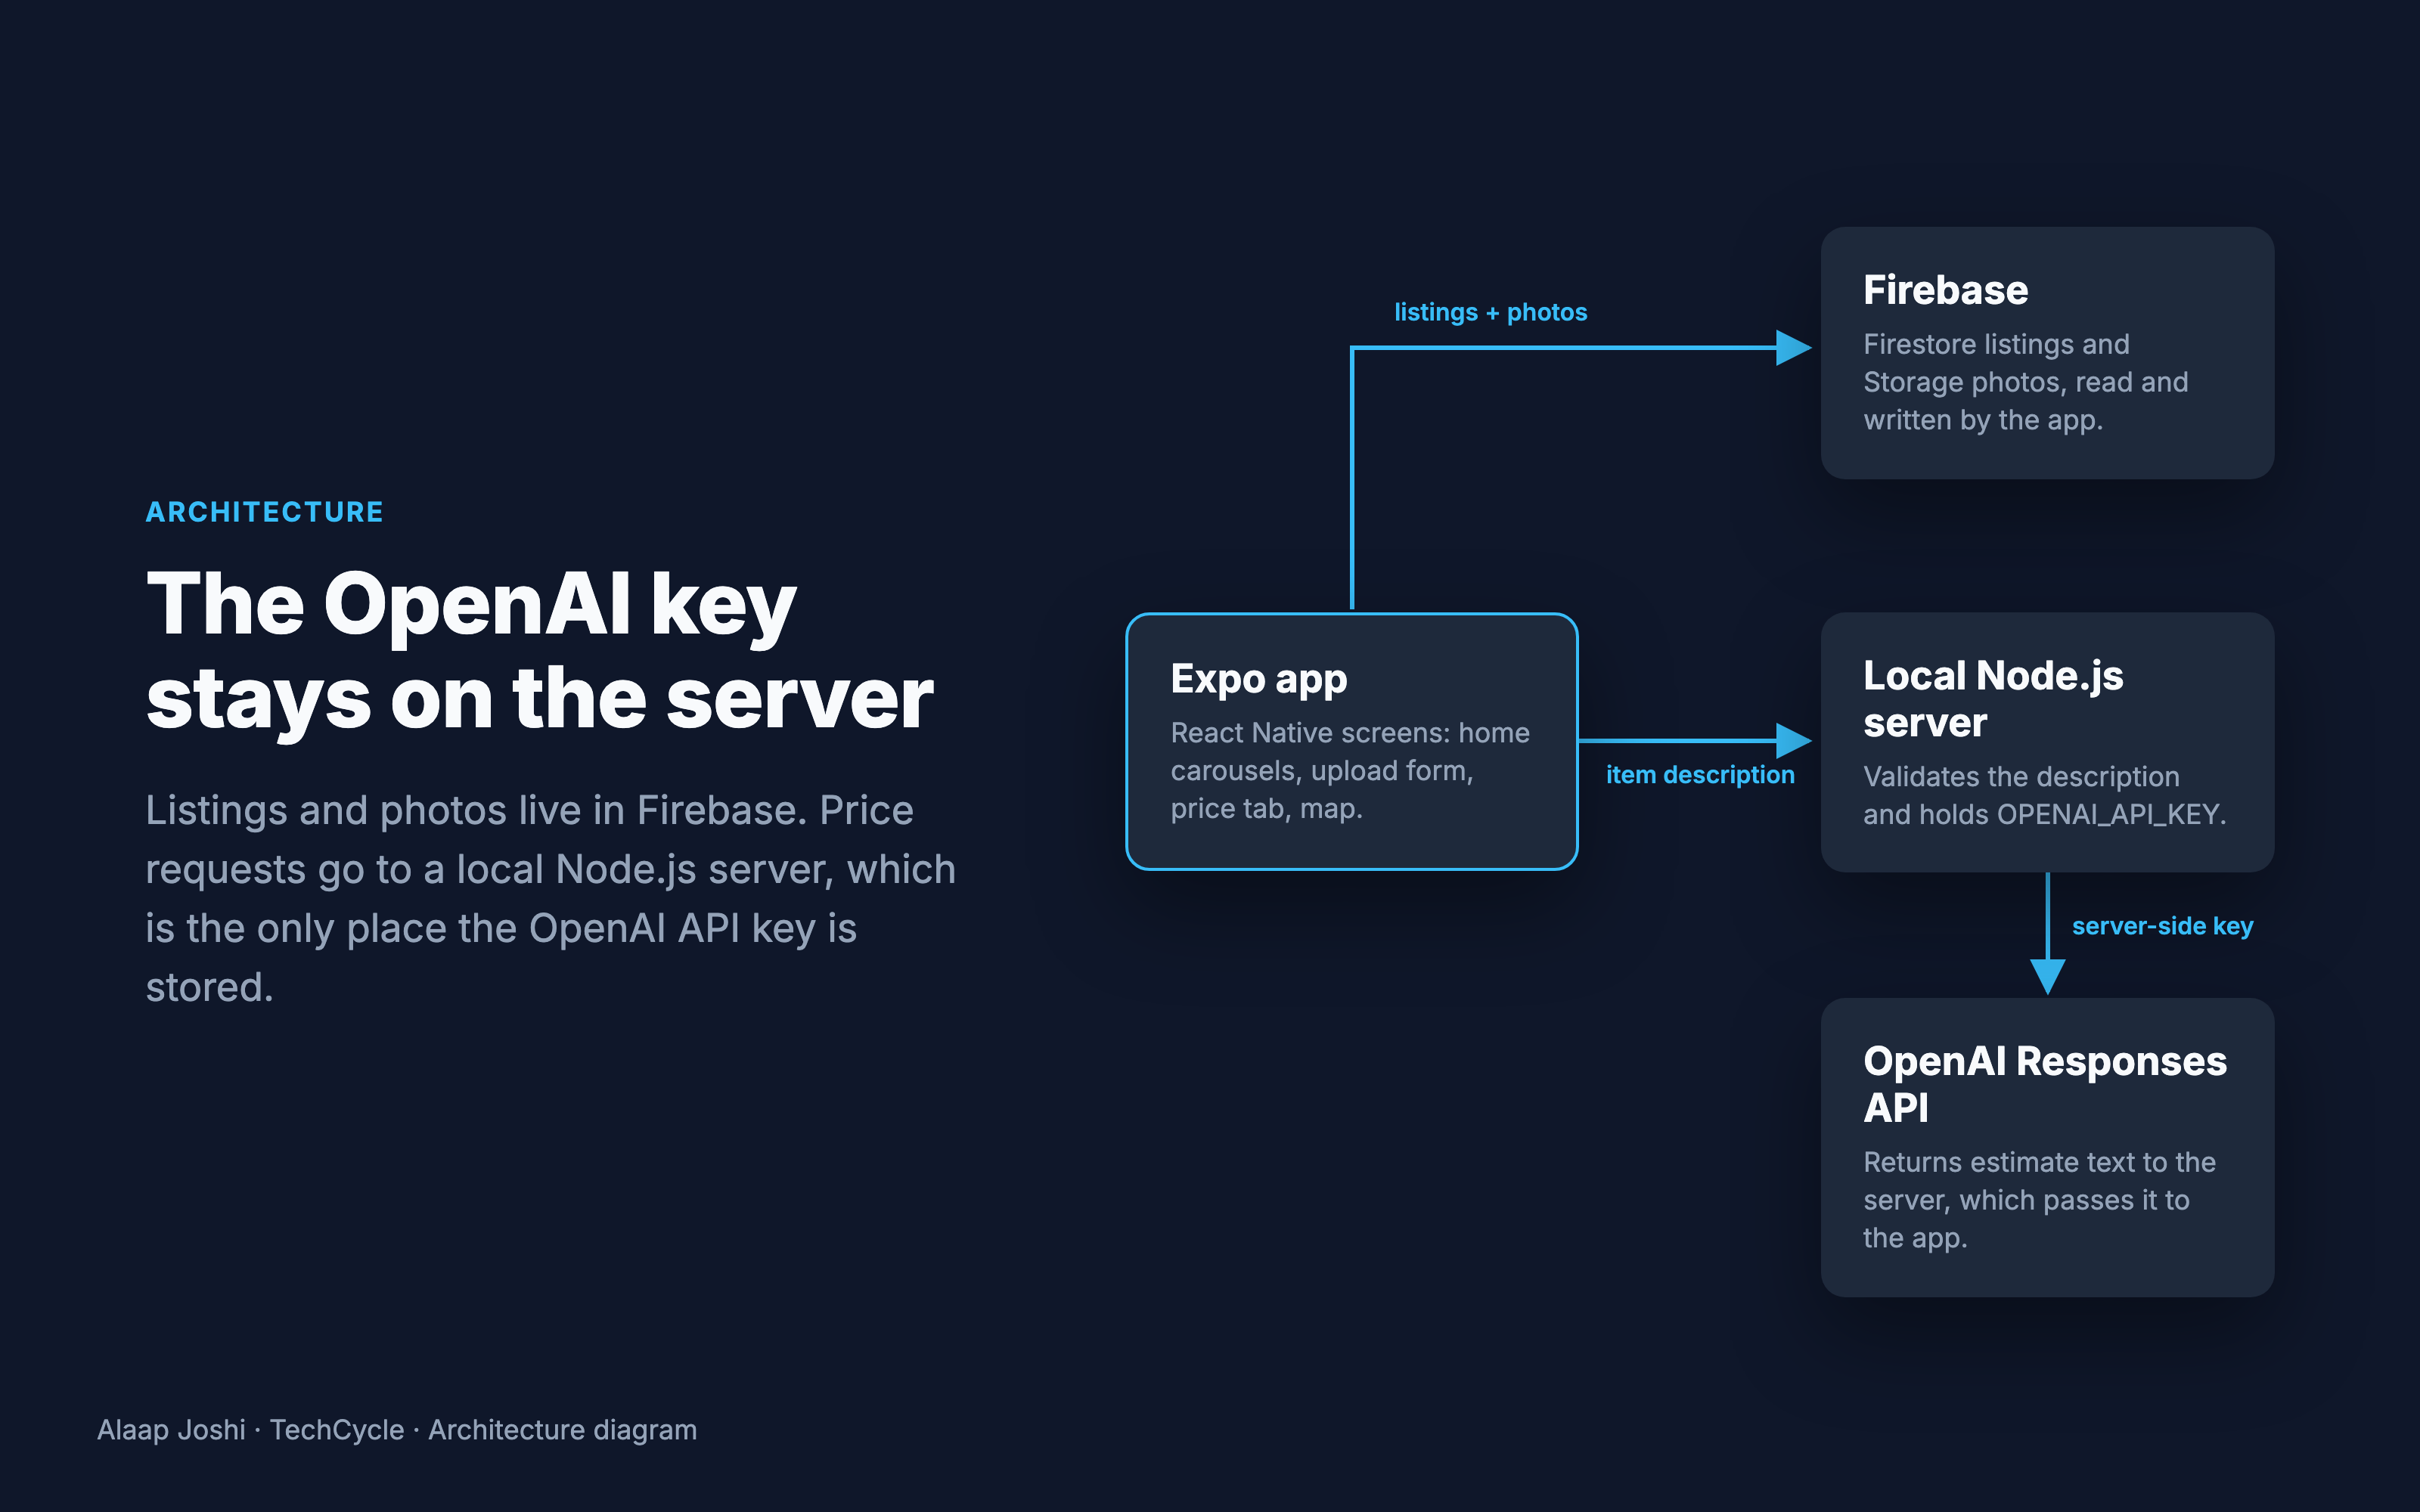 ARCHITECTURE
The OpenAI key
stays on the server
Listings and photos live in Firebase. Price
requests go to a local Node.js server, which
is the only place the OpenAI API key is
stored.
listings + photos
Firebase
Firestore listings and
Storage photos, read and
written by the app.
Expo app
React Native screens: home
carousels, upload form,
price tab, map.
item description
Local Node.js
server
Validates the description
and holds OPENAI_API_KEY.
server-side key
OpenAI Responses
API
Returns estimate text to the
server, which passes it to
the app.
Alaap Joshi · TechCycle · Architecture diagram